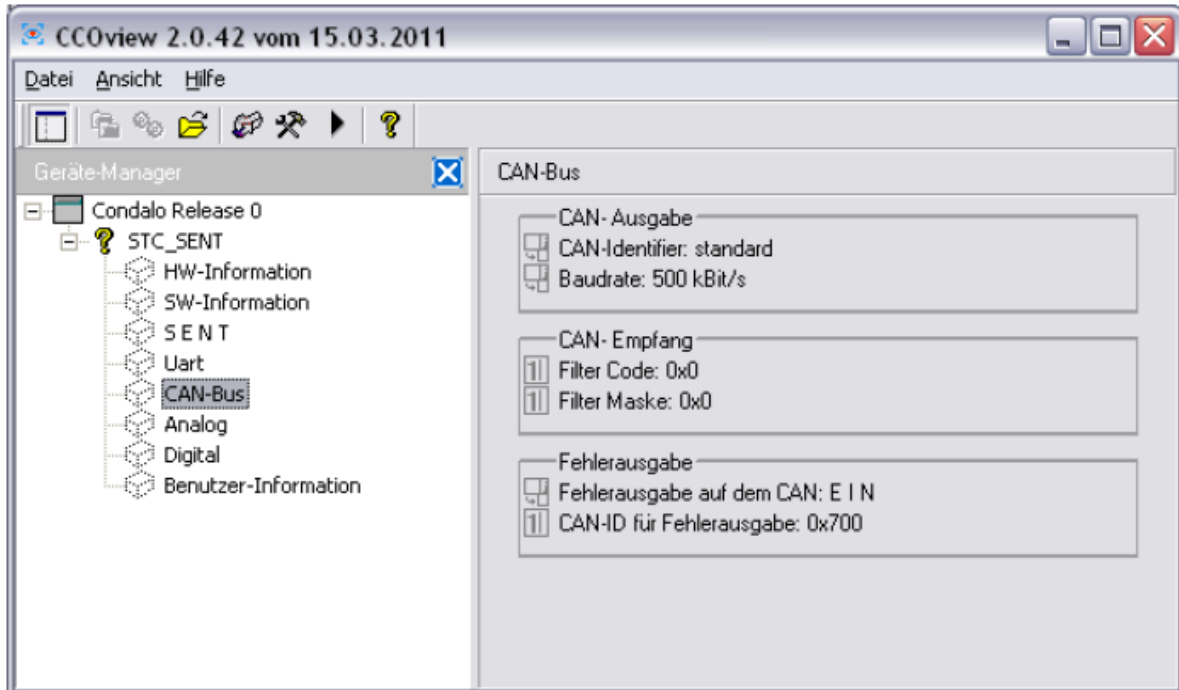 CCOview 2.0.42 vom 15.03.2011
Datei Ansicht Hilfe
Geräte-Manager
Condalo Release 0
STC_SENT
HW-Information
SW-Information
S E N T
Uart
CAN-Bus
Analog
Digital
Benutzer-Information
CAN-Bus
CAN- Ausgabe
CAN-Identifier: standard
Baudrate: 500 kBit/s
CAN- Empfang
Filter Code: 0x0
Filter Maske: 0x0
Fehlerausgabe
Fehlerausgabe auf dem CAN: E I N
CAN-ID für Fehlerausgabe: 0x700